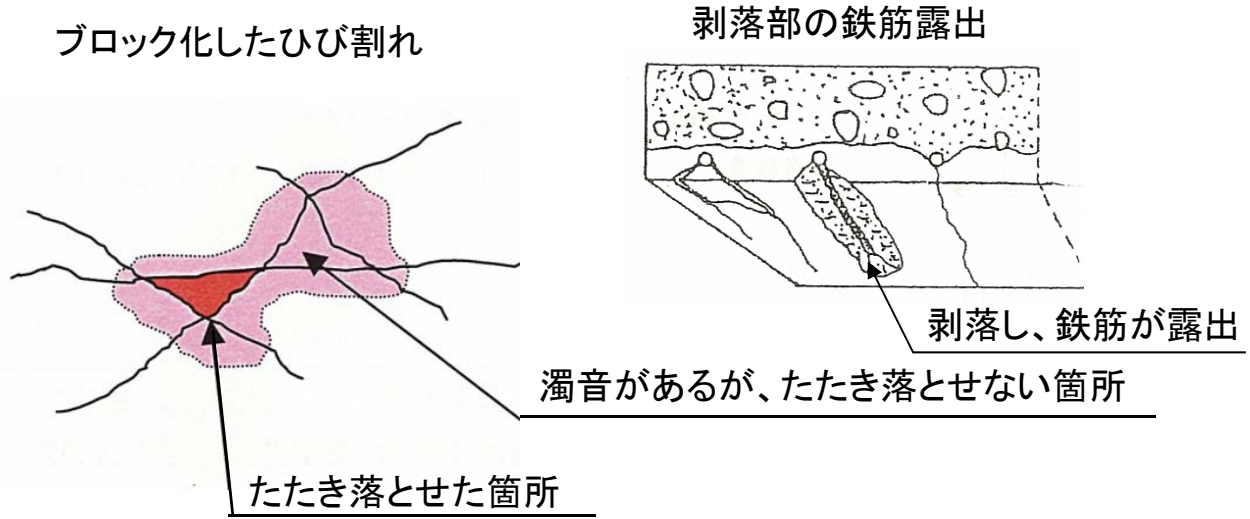 ブロック化したひび割れ
剥落部の鉄筋露出
剥落し、鉄筋が露出
濁音があるが、たたき落とせない箇所
たたき落とせた箇所